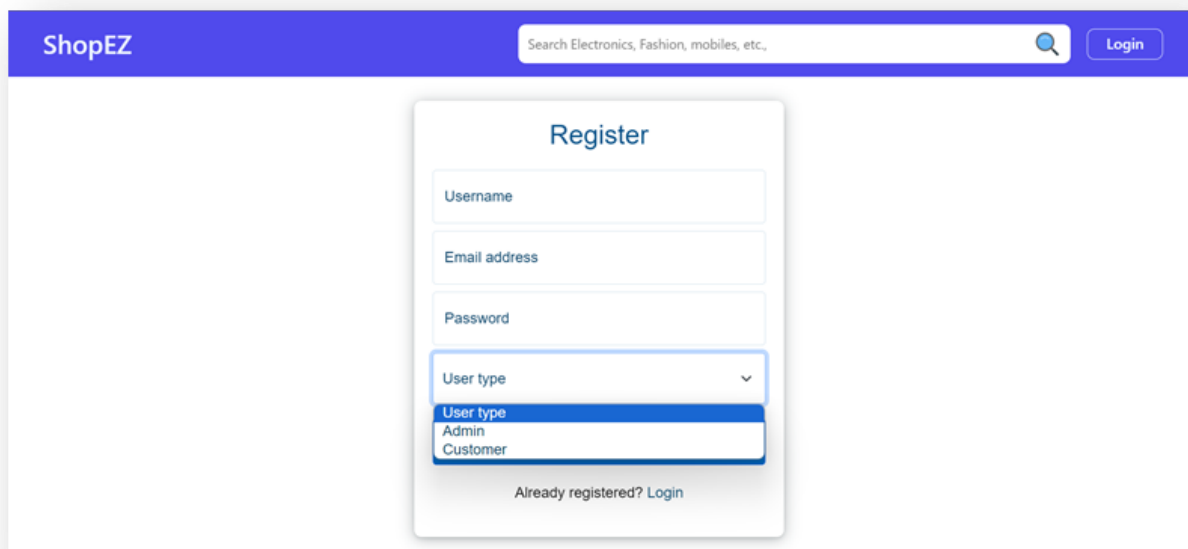 ShopEZ
Search Electronics, Fashion, mobiles, etc.,
Login
Register
Username
Email address
Password
User type
User type
Admin
Customer
Already registered? Login